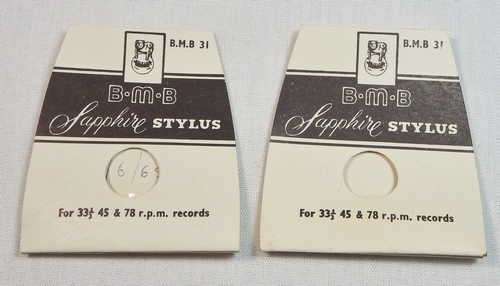 B.M.B 31
B·M·B
Sapphire STYLUS
6/6
For 33⅓ 45 & 78 r.p.m. records
B.M.B 31
B·M·B
Sapphire STYLUS
For 33⅓ 45 & 78 r.p.m. records